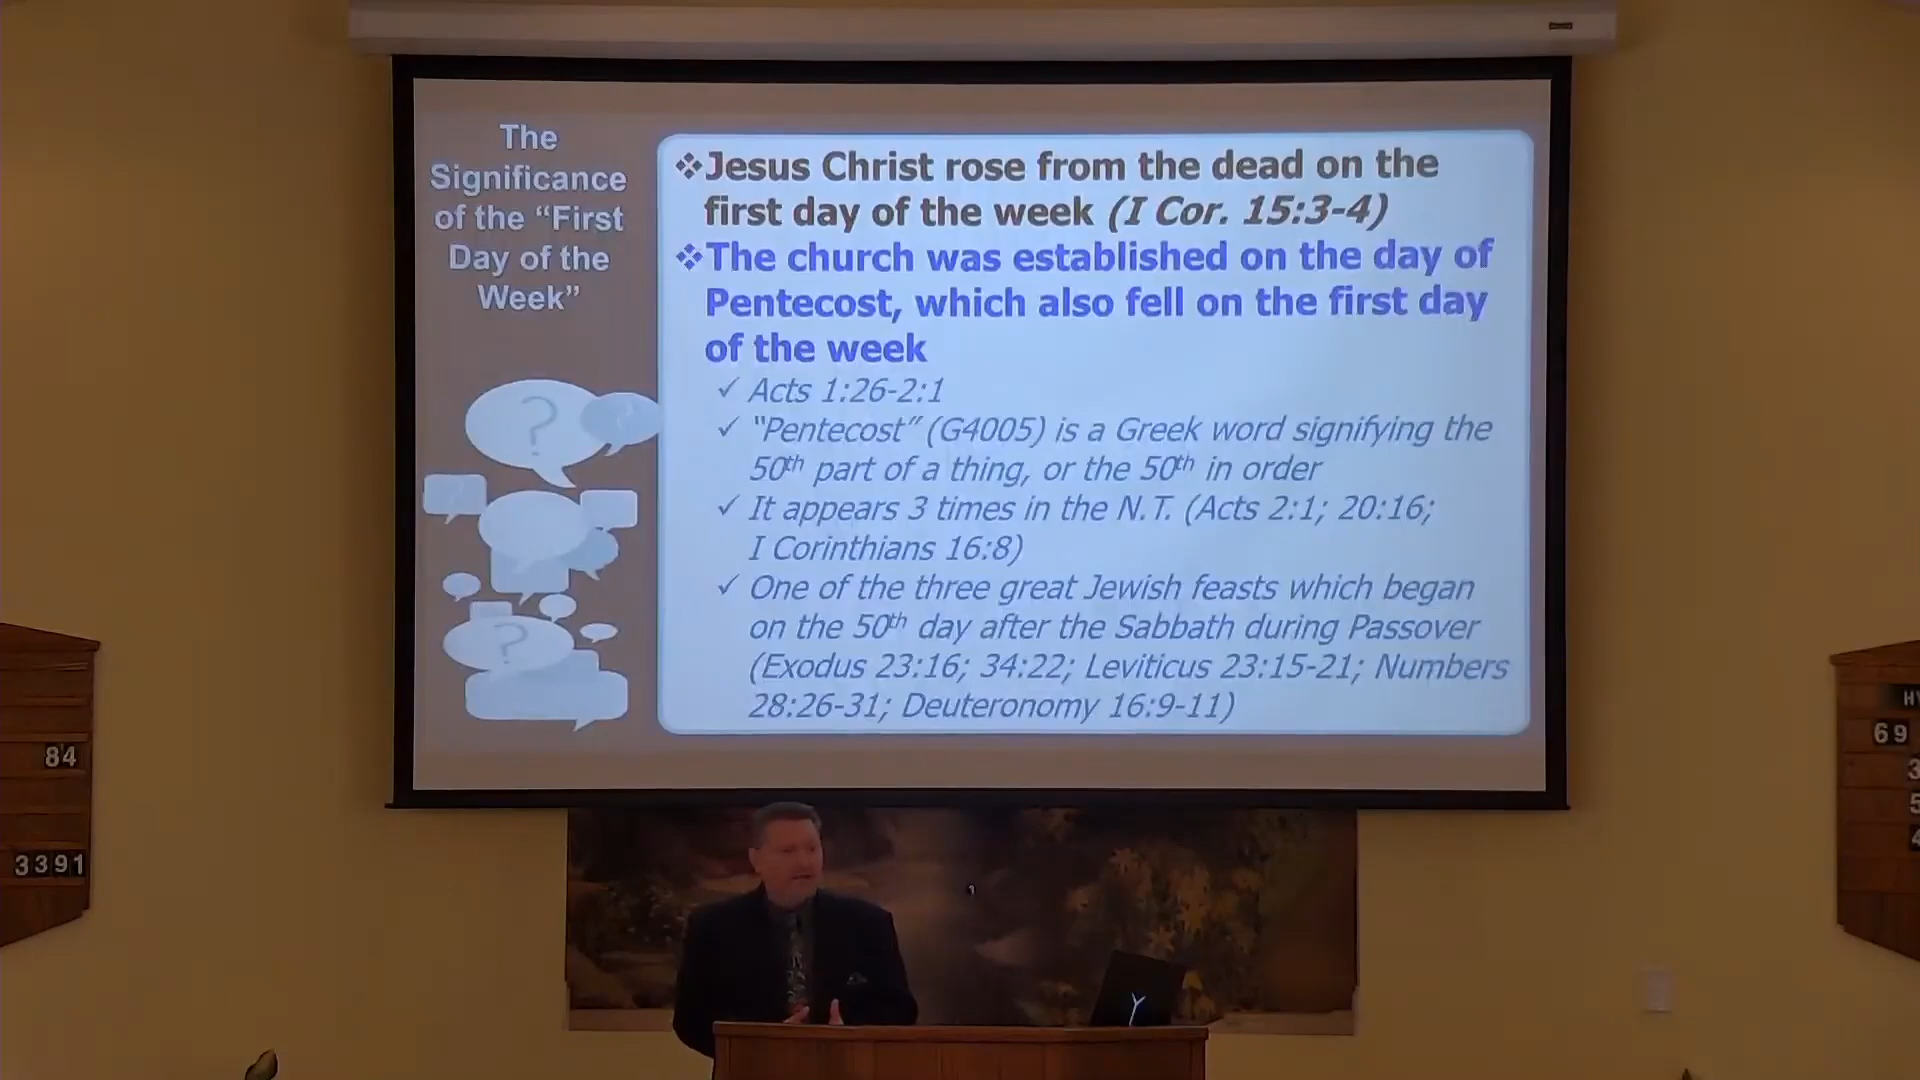 The
Significance
of the “First
Day of the
Week”
❖Jesus Christ rose from the dead on the
first day of the week (I Cor. 15:3-4)
❖The church was established on the day of
Pentecost, which also fell on the first day
of the week
✓ Acts 1:26-2:1
✓ “Pentecost” (G4005) is a Greek word signifying the
50th part of a thing, or the 50th in order
✓ It appears 3 times in the N.T. (Acts 2:1; 20:16;
I Corinthians 16:8)
✓ One of the three great Jewish feasts which began
on the 50th day after the Sabbath during Passover
(Exodus 23:16; 34:22; Leviticus 23:15-21; Numbers
28:26-31; Deuteronomy 16:9-11)
?
?
84
3391
69